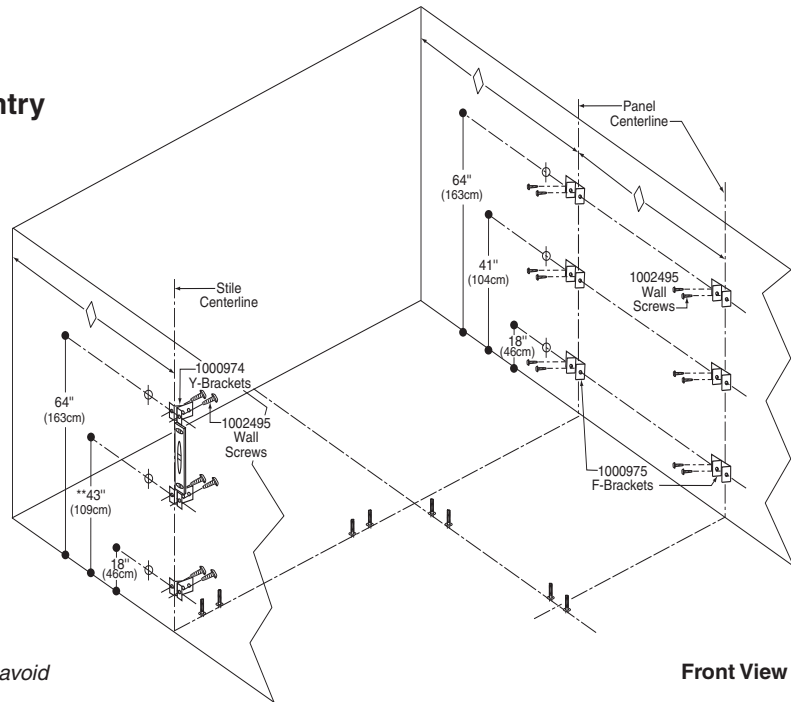 ntry
Panel
Centerline
64"
(163cm)
41"
(104cm)
18"
(46cm)
1002495
Wall
Screws
Stile
Centerline
1000974
Y-Brackets
1002495
Wall
Screws
64"
(163cm)
**43"
(109cm)
18"
(46cm)
1000975
F-Brackets
avoid
Front View